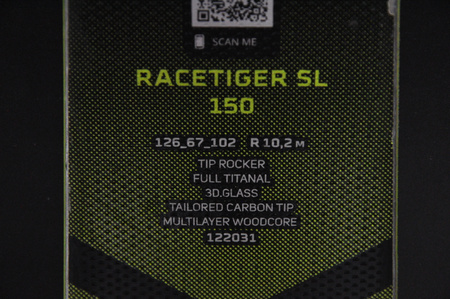 SCAN ME
RACETIGER SL
150
126_67_102 R 10,2 M
TIP ROCKER
FULL TITANAL
3D.GLASS
TAILORED CARBON TIP
MULTILAYER WOODCORE
122031